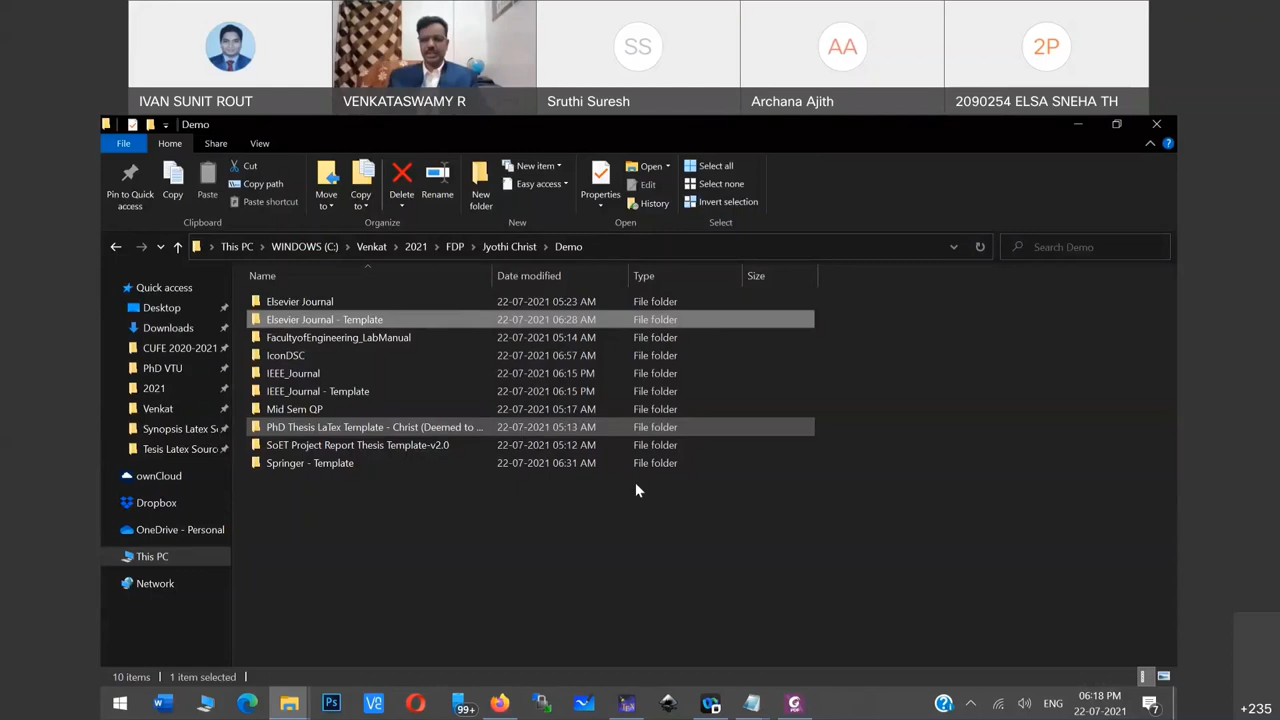 SS
AA
2P
IVAN SUNIT ROUT
VENKATASWAMY R
Sruthi Suresh
Archana Ajith
2090254 ELSA SNEHA TH
Demo
File
Home
Share
View
Pin to Quick access
Copy
Paste
Cut
Copy path
Paste shortcut
Clipboard
Move to
Copy to
Delete
Rename
Organize
New folder
New item
Easy access
New
Properties
Open
Edit
History
Open
Select all
Select none
Invert selection
Select
This PC > WINDOWS (C:) > Venkat > 2021 > FDP > Jyothi Christ > Demo
Search Demo
Name Date modified Type Size
Elsevier Journal 22-07-2021 05:23 AM File folder
Elsevier Journal - Template 22-07-2021 06:28 AM File folder
FacultyofEngineering_LabManual 22-07-2021 05:14 AM File folder
IconDSC 22-07-2021 06:57 AM File folder
IEEE_Journal 22-07-2021 06:15 PM File folder
IEEE_Journal - Template 22-07-2021 06:15 PM File folder
Mid Sem QP 22-07-2021 05:17 AM File folder
PhD Thesis LaTex Template - Christ (Deemed to ... 22-07-2021 05:13 AM File folder
SoET Project Report Thesis Template-v2.0 22-07-2021 05:12 AM File folder
Springer - Template 22-07-2021 06:31 AM File folder
Quick access
Desktop
Downloads
CUFE 2020-2021
PhD VTU
2021
Venkat
Synopsis Latex S
Tesis Latex Sourc
ownCloud
Dropbox
OneDrive - Personal
This PC
Network
10 items
1 item selected
99+
ENG
06:18 PM
22-07-2021
7
+235